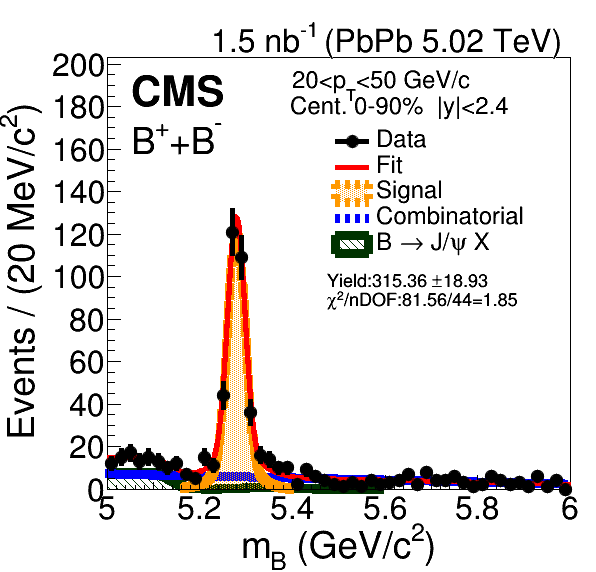 1.5 nb⁻¹ (PbPb 5.02 TeV)
CMS
20<p_T<50 GeV/c
Cent. 0-90% |y|<2.4
B⁺+B⁻
Data
Fit
Signal
Combinatorial
B → J/ψ X
Yield:315.36 ±18.93
χ²/nDOF:81.56/44=1.85
Events / (20 MeV/c²)
200
180
160
140
120
100
80
60
40
20
0
5 5.2 5.4 5.6 5.8 6
m_B (GeV/c²)